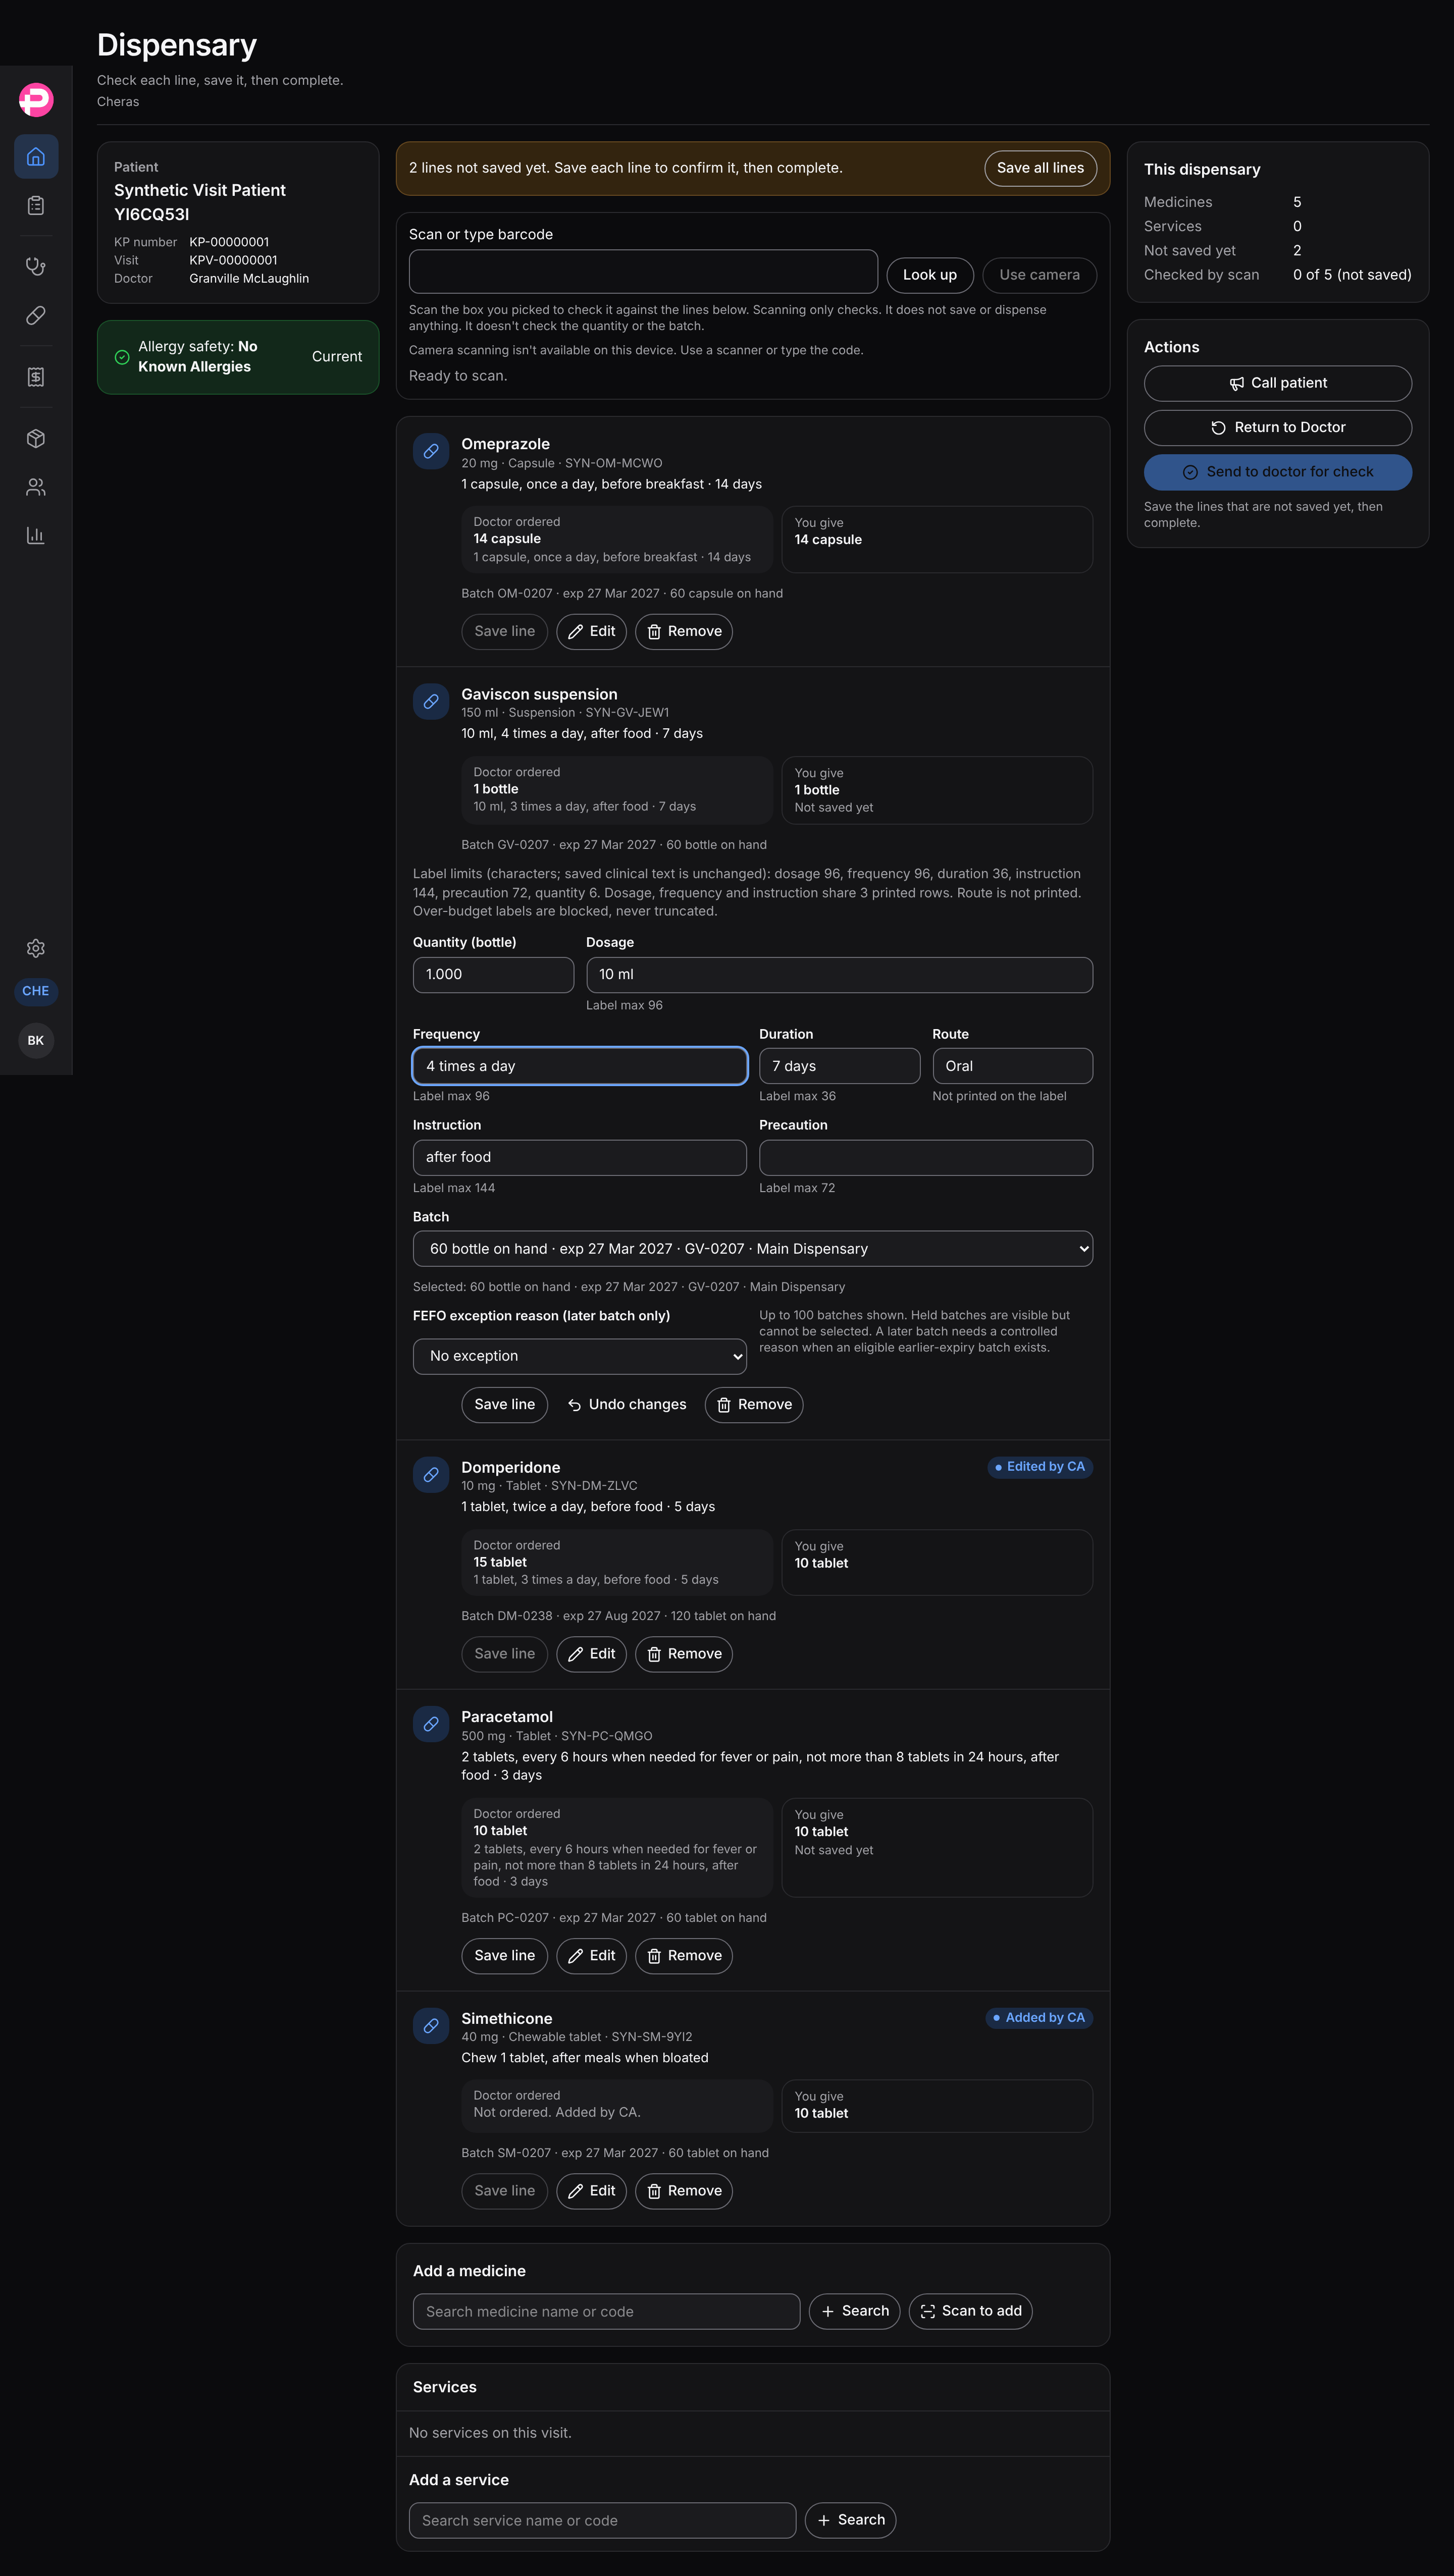 Dispensary
Check each line, save it, then complete.
Cheras
CHE
BK
Patient
Synthetic Visit Patient
YI6CQ53I
KP number KP-00000001
Visit KPV-00000001
Doctor Granville McLaughlin
Allergy safety: No
Known Allergies
Current
2 lines not saved yet. Save each line to confirm it, then complete.
Save all lines
Scan or type barcode
Look up
Use camera
Scan the box you picked to check it against the lines below. Scanning only checks. It does not save or dispense
anything. It doesn't check the quantity or the batch.
Camera scanning isn't available on this device. Use a scanner or type the code.
Ready to scan.
Omeprazole
20 mg · Capsule · SYN-OM-MCWO
1 capsule, once a day, before breakfast · 14 days
Doctor ordered
14 capsule
1 capsule, once a day, before breakfast · 14 days
You give
14 capsule
Batch OM-0207 · exp 27 Mar 2027 · 60 capsule on hand
Save line
Edit
Remove
Gaviscon suspension
150 ml · Suspension · SYN-GV-JEW1
10 ml, 4 times a day, after food · 7 days
Doctor ordered
1 bottle
10 ml, 3 times a day, after food · 7 days
You give
1 bottle
Not saved yet
Batch GV-0207 · exp 27 Mar 2027 · 60 bottle on hand
Label limits (characters; saved clinical text is unchanged): dosage 96, frequency 96, duration 36, instruction
144, precaution 72, quantity 6. Dosage, frequency and instruction share 3 printed rows. Route is not printed.
Over-budget labels are blocked, never truncated.
Quantity (bottle)
1.000
Dosage
10 ml
Label max 96
Frequency
4 times a day
Label max 96
Duration
7 days
Label max 36
Route
Oral
Not printed on the label
Instruction
after food
Label max 144
Precaution
Label max 72
Batch
60 bottle on hand · exp 27 Mar 2027 · GV-0207 · Main Dispensary
Selected: 60 bottle on hand · exp 27 Mar 2027 · GV-0207 · Main Dispensary
FEFO exception reason (later batch only)
No exception
Up to 100 batches shown. Held batches are visible but
cannot be selected. A later batch needs a controlled
reason when an eligible earlier-expiry batch exists.
Save line
Undo changes
Remove
Domperidone
Edited by CA
10 mg · Tablet · SYN-DM-ZLVC
1 tablet, twice a day, before food · 5 days
Doctor ordered
15 tablet
1 tablet, 3 times a day, before food · 5 days
You give
10 tablet
Batch DM-0238 · exp 27 Aug 2027 · 120 tablet on hand
Save line
Edit
Remove
Paracetamol
500 mg · Tablet · SYN-PC-QMGO
2 tablets, every 6 hours when needed for fever or pain, not more than 8 tablets in 24 hours, after
food · 3 days
Doctor ordered
10 tablet
2 tablets, every 6 hours when needed for fever or
pain, not more than 8 tablets in 24 hours, after
food · 3 days
You give
10 tablet
Not saved yet
Batch PC-0207 · exp 27 Mar 2027 · 60 tablet on hand
Save line
Edit
Remove
Simethicone
Added by CA
40 mg · Chewable tablet · SYN-SM-9YI2
Chew 1 tablet, after meals when bloated
Doctor ordered
Not ordered. Added by CA.
You give
10 tablet
Batch SM-0207 · exp 27 Mar 2027 · 60 tablet on hand
Save line
Edit
Remove
Add a medicine
Search medicine name or code
Search
Scan to add
Services
No services on this visit.
Add a service
Search service name or code
Search
This dispensary
Medicines 5
Services 0
Not saved yet 2
Checked by scan 0 of 5 (not saved)
Actions
Call patient
Return to Doctor
Send to doctor for check
Save the lines that are not saved yet, then
complete.